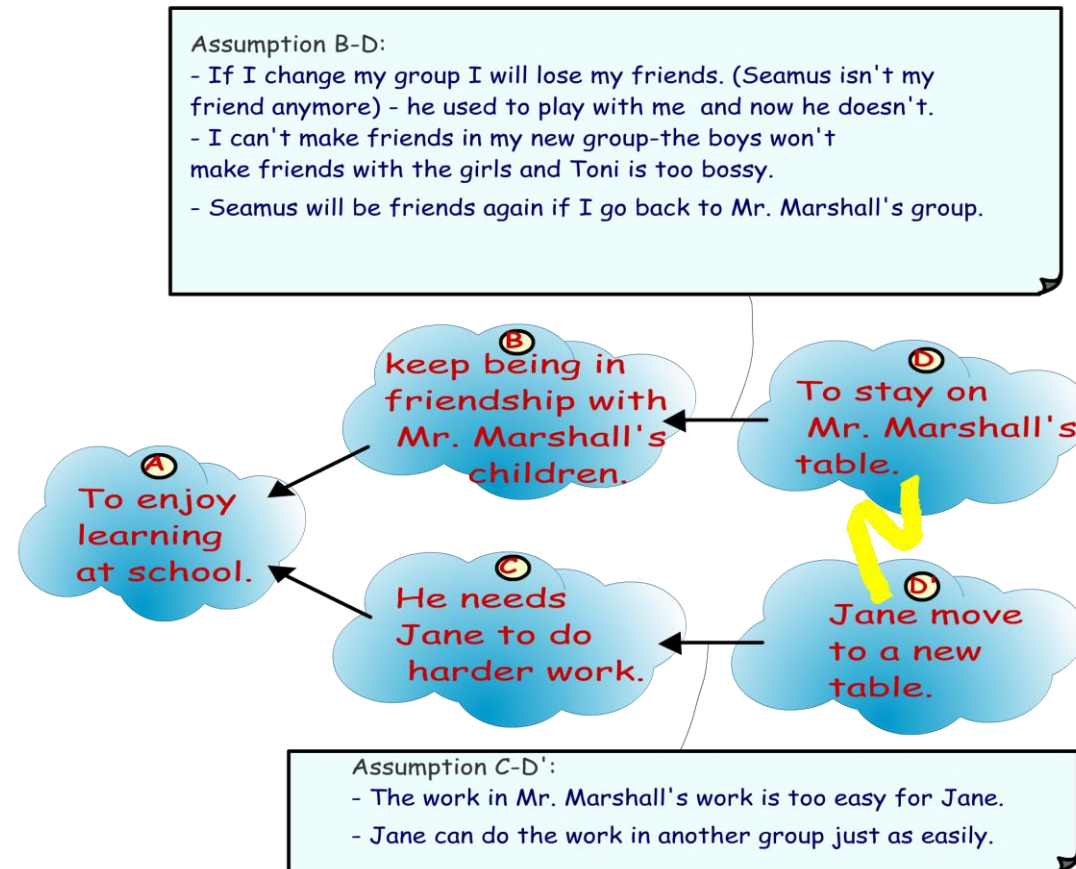 Assumption B-D:
- If I change my group I will lose my friends. (Seamus isn't my
friend anymore) - he used to play with me and now he doesn't.
- I can't make friends in my new group-the boys won't
make friends with the girls and Toni is too bossy.
- Seamus will be friends again if I go back to Mr. Marshall's group.
B
keep being in
friendship with
Mr. Marshall's
children.
D
To stay on
Mr. Marshall's
table.
A
To enjoy
learning
at school.
C
He needs
Jane to do
harder work.
D'
Jane move
to a new
table.
Assumption C-D':
- The work in Mr. Marshall's work is too easy for Jane.
- Jane can do the work in another group just as easily.